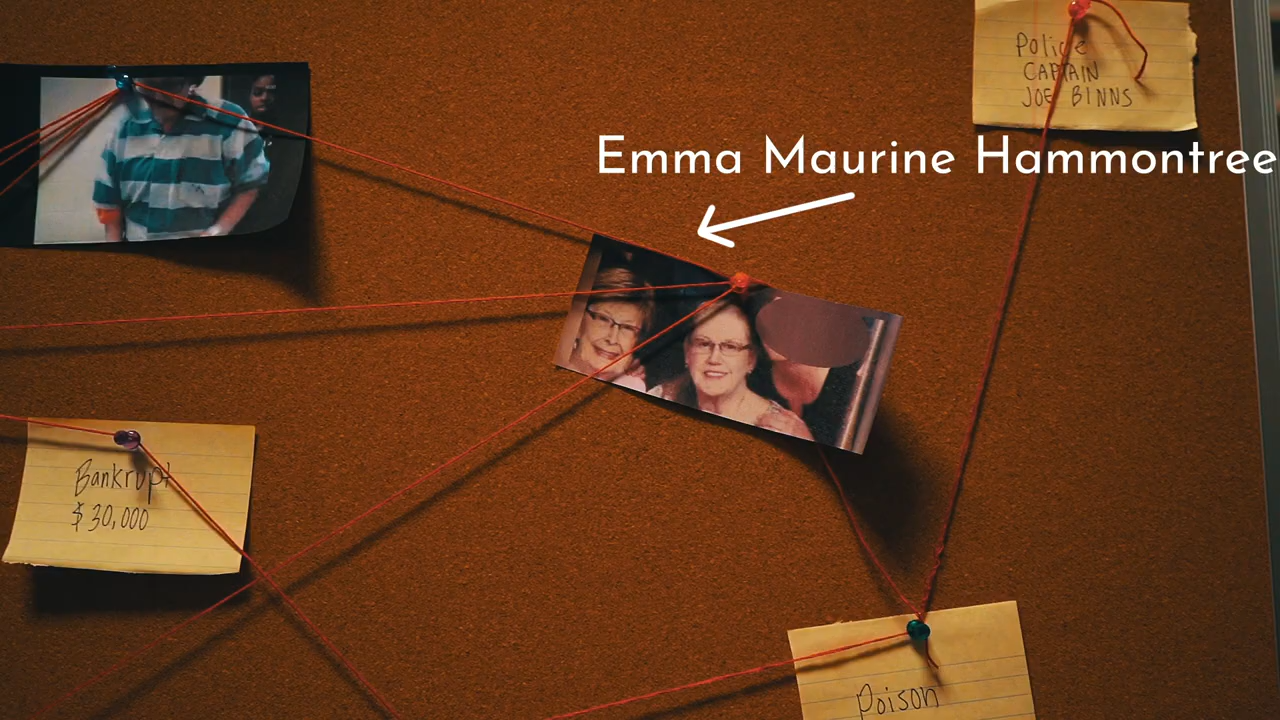 Police
CAPTAIN
JOE BINNS
Emma Maurine Hammontree
Bankrupt
$30,000
Poison